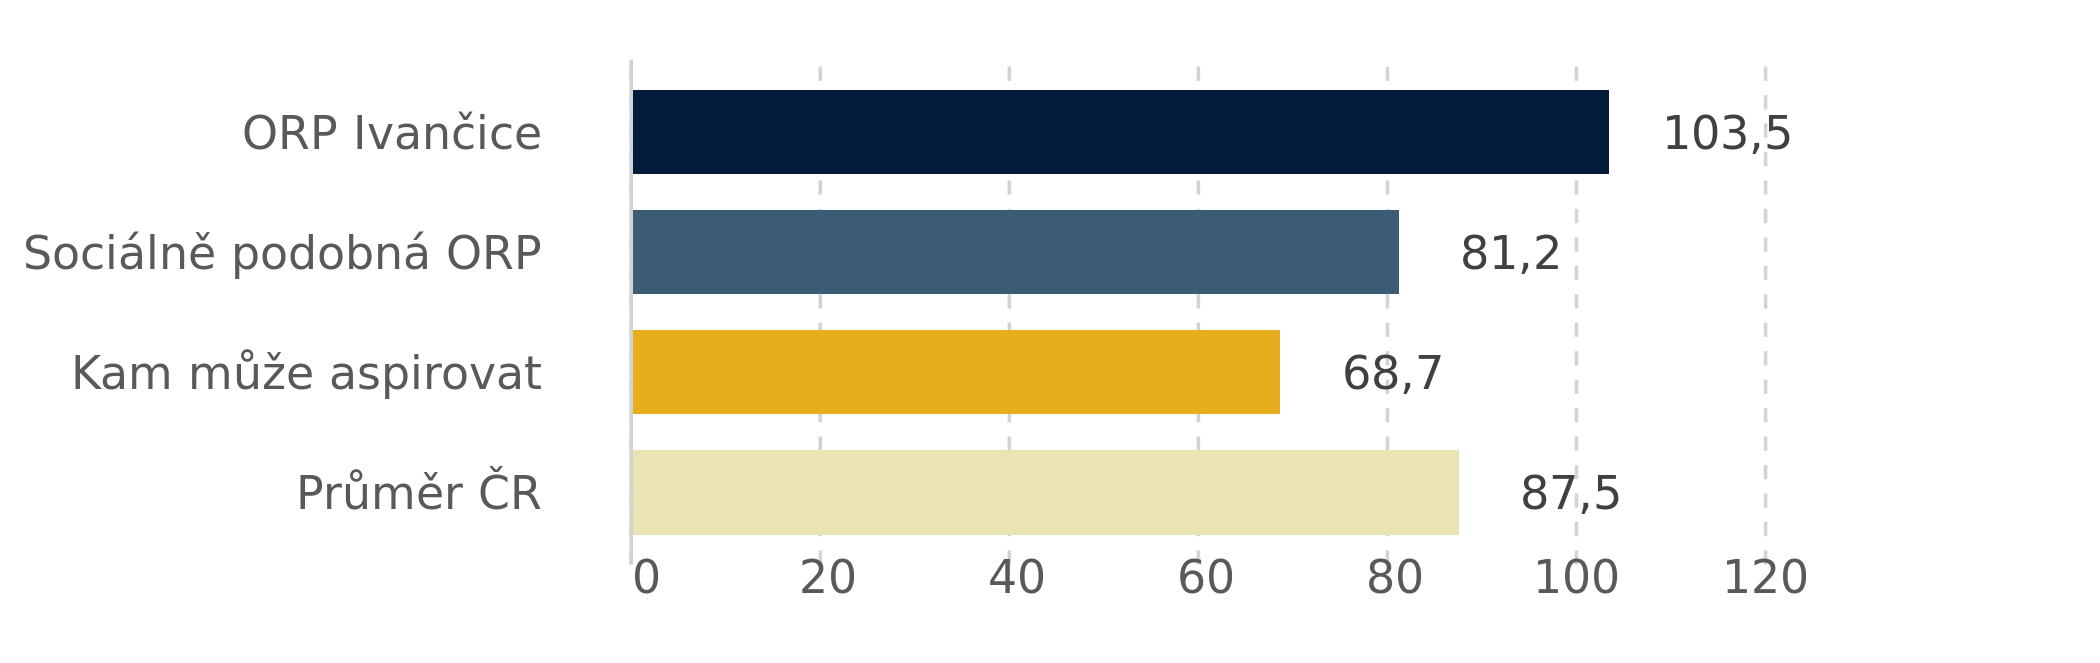 ORP Ivančice 103,5
Sociálně podobná ORP 81,2
Kam může aspirovat 68,7
Průměr ČR 87,5
0 20 40 60 80 100 120